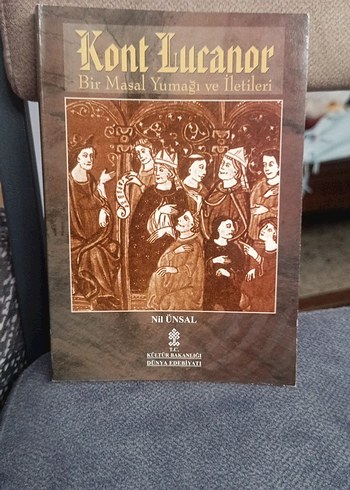 Kont Lucanor
Bir Masal Yumağı ve İletileri
Nil ÜNSAL
T.C.
KÜLTÜR BAKANLIĞI
DÜNYA EDEBİYATI